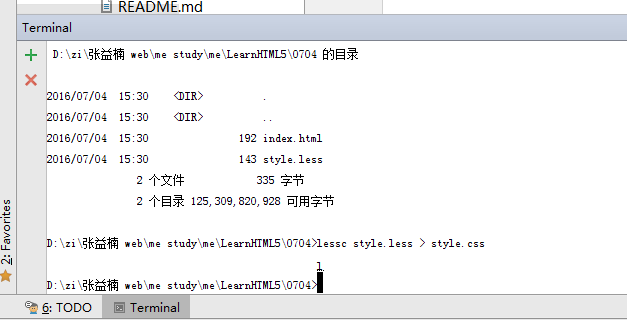 README.md
Terminal
D:\zi\张益楠 web\me study\me\LearnHTML5\0704 的目录
2016/07/04  15:30    <DIR>          .
2016/07/04  15:30    <DIR>          ..
2016/07/04  15:30               192 index.html
2016/07/04  15:30               143 style.less
2 个文件            335 字节
2 个目录 125,309,820,928 可用字节
D:\zi\张益楠 web\me study\me\LearnHTML5\0704>lessc style.less > style.css
l
D:\zi\张益楠 web\me study\me\LearnHTML5\0704>
2: Favorites
6: TODO
Terminal